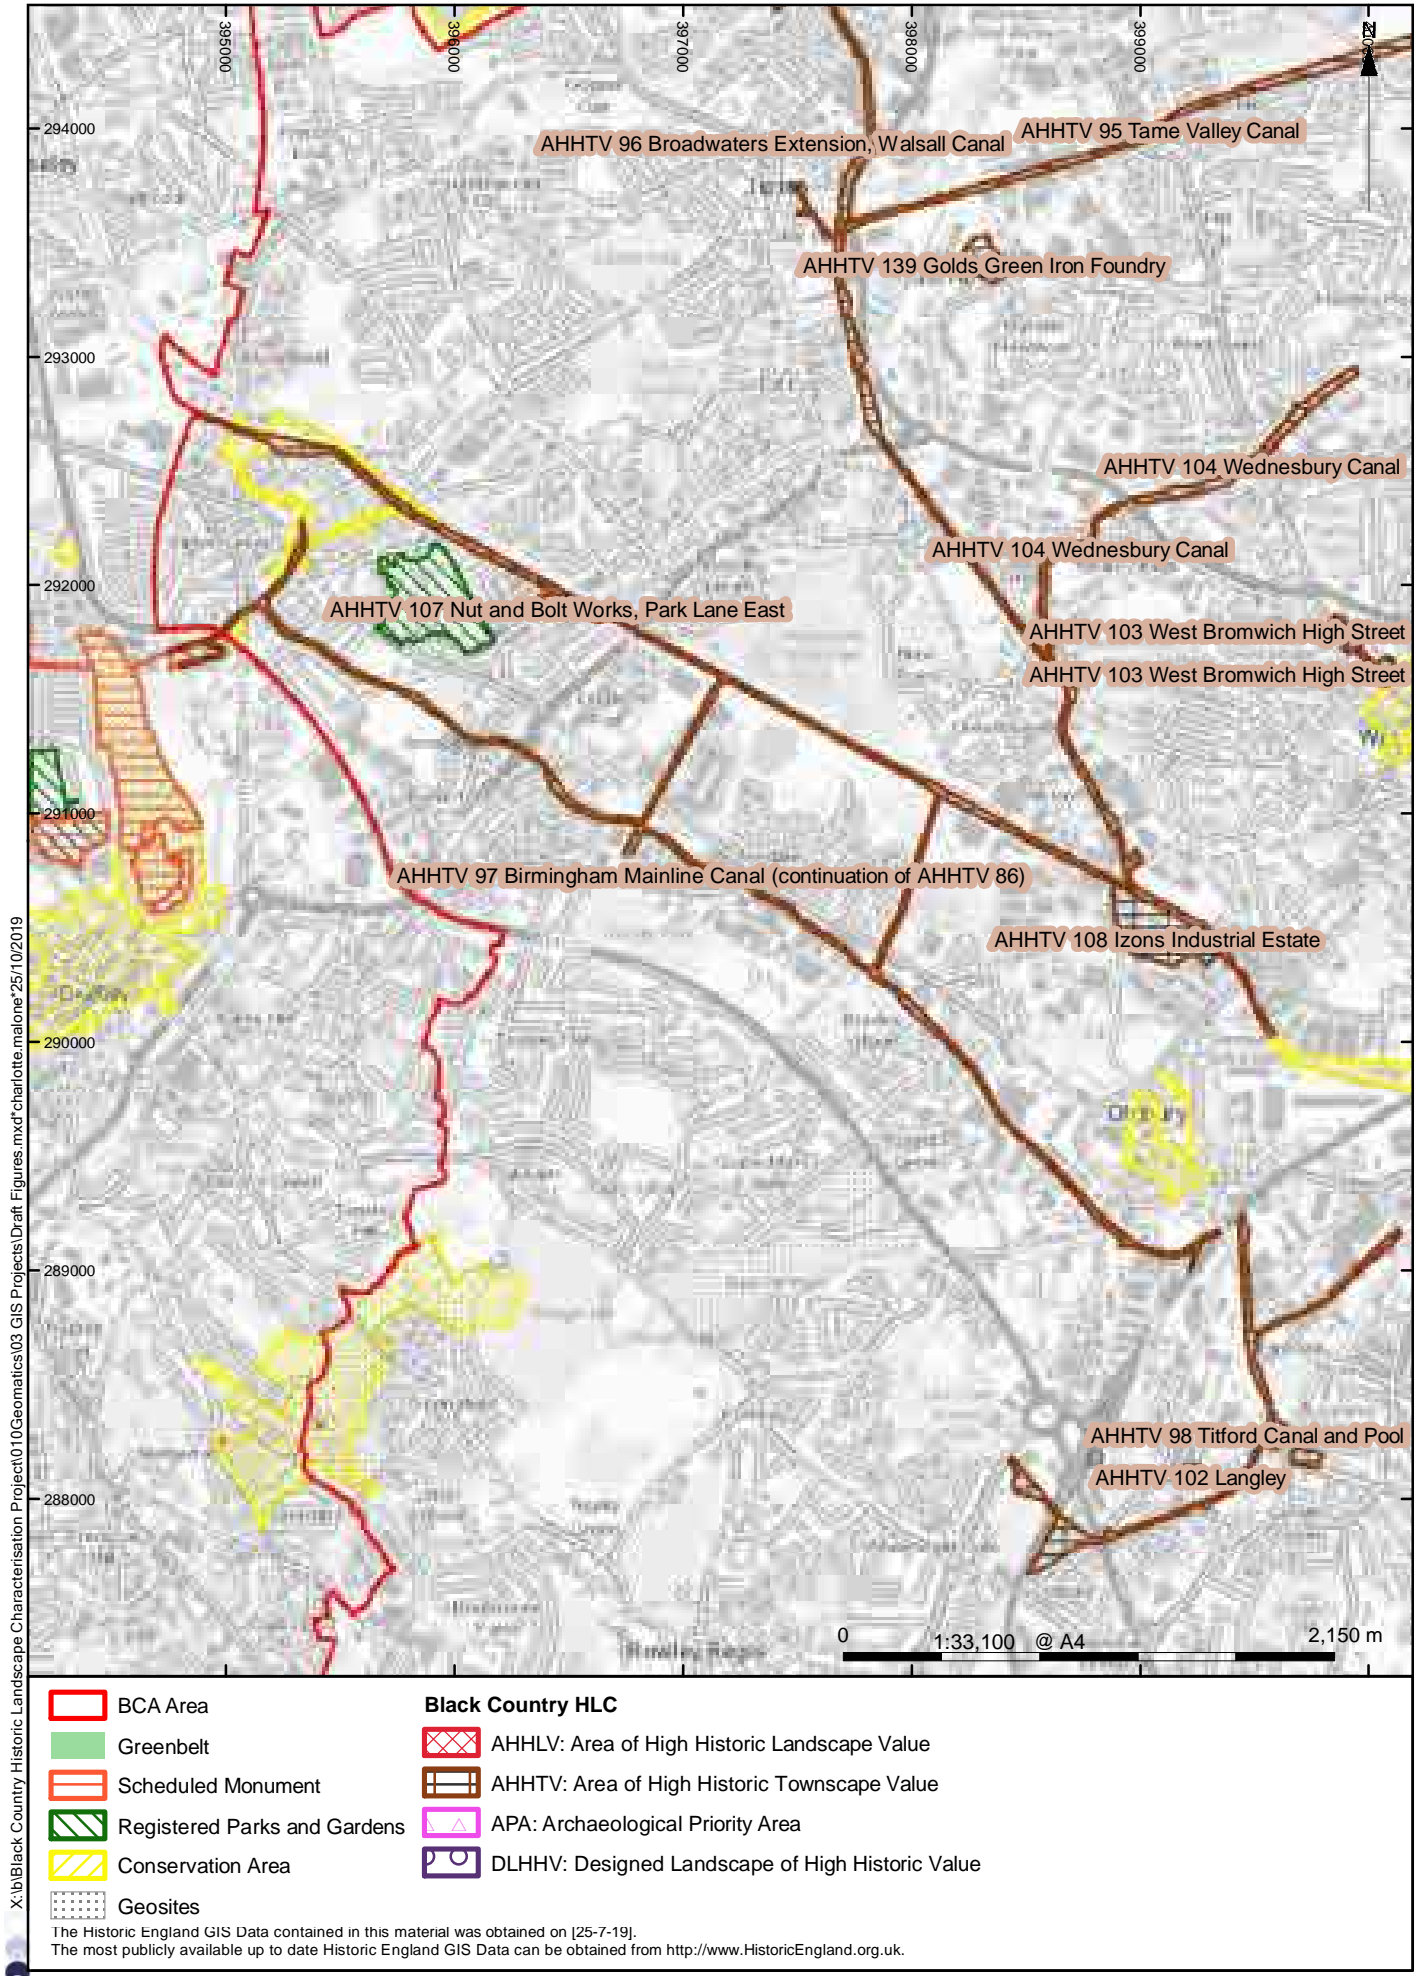 395000
396000
397000
398000
399000
294000
AHHTV 96 Broadwaters Extension, Walsall Canal
AHHTV 95 Tame Valley Canal
AHHTV 139 Golds Green Iron Foundry
293000
AHHTV 104 Wednesbury Canal
AHHTV 104 Wednesbury Canal
292000
AHHTV 107 Nut and Bolt Works, Park Lane East
AHHTV 103 West Bromwich High Street
AHHTV 103 West Bromwich High Street
291000
AHHTV 97 Birmingham Mainline Canal (continuation of AHHTV 86)
AHHTV 108 Izons Industrial Estate
290000
Oldbury
289000
AHHTV 98 Titford Canal and Pool
AHHTV 102 Langley
288000
0
1:33,100 @ A4
2,150 m
X:\b\Black Country Historic Landscape Characterisation Project\010Geomatics\03 GIS Projects\Draft Figures.mxd*charlotte.malone*25/10/2019
BCA Area
Greenbelt
Scheduled Monument
Registered Parks and Gardens
Conservation Area
Geosites
Black Country HLC
AHHLV: Area of High Historic Landscape Value
AHHTV: Area of High Historic Townscape Value
APA: Archaeological Priority Area
DLHHV: Designed Landscape of High Historic Value
The Historic England GIS Data contained in this material was obtained on [25-7-19].
The most publicly available up to date Historic England GIS Data can be obtained from http://www.HistoricEngland.org.uk.